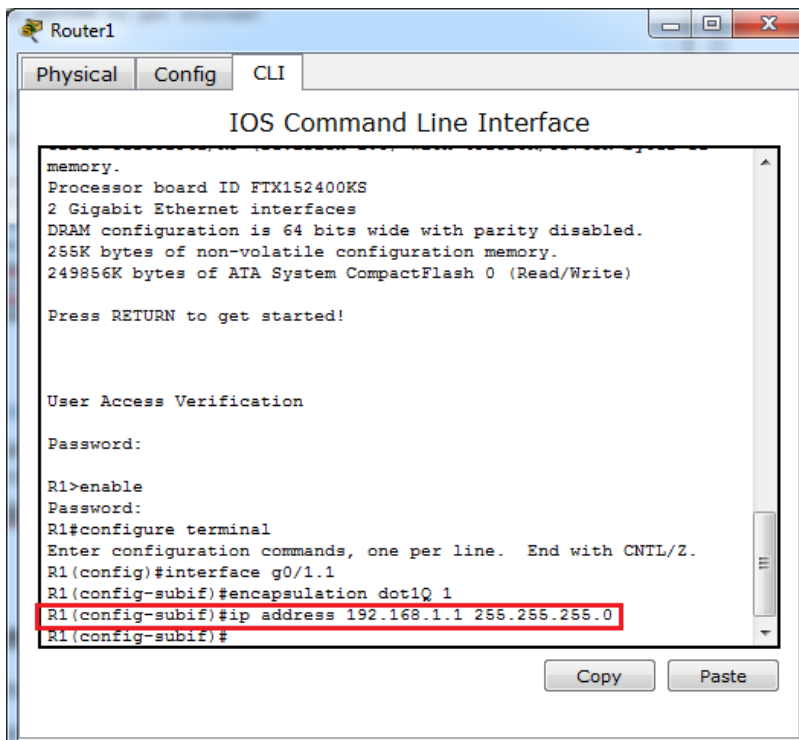 Router1
Physical Config CLI
IOS Command Line Interface
memory.
Processor board ID FTX152400KS
2 Gigabit Ethernet interfaces
DRAM configuration is 64 bits wide with parity disabled.
255K bytes of non-volatile configuration memory.
249856K bytes of ATA System CompactFlash 0 (Read/Write)
Press RETURN to get started!
User Access Verification
Password:
R1>enable
Password:
R1#configure terminal
Enter configuration commands, one per line.  End with CNTL/Z.
R1(config)#interface g0/1.1
R1(config-subif)#encapsulation dot1Q 1
R1(config-subif)#ip address 192.168.1.1 255.255.255.0
R1(config-subif)#
Copy Paste